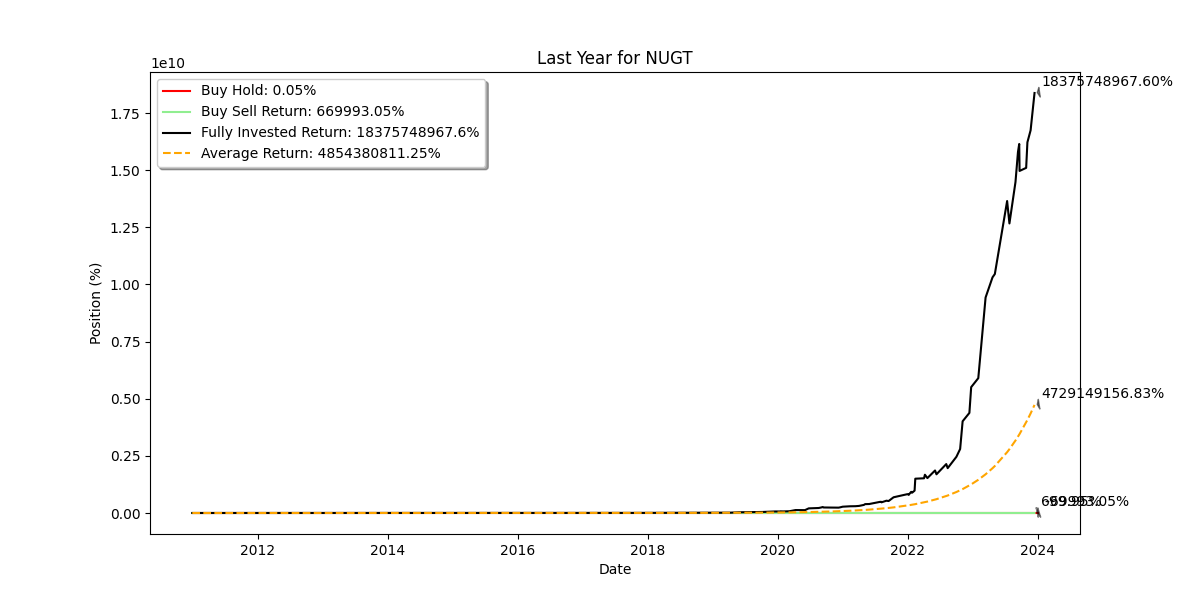 Last Year for NUGT
1e10
18375748967.60%
Buy Hold: 0.05%
Buy Sell Return: 669993.05%
Fully Invested Return: 18375748967.6%
Average Return: 4854380811.25%
1.75
1.50
1.25
1.00
0.75
0.50
0.25
0.00
Position (%)
4729149156.83%
669993.05%
2012
2014
2016
2018
2020
2022
2024
Date